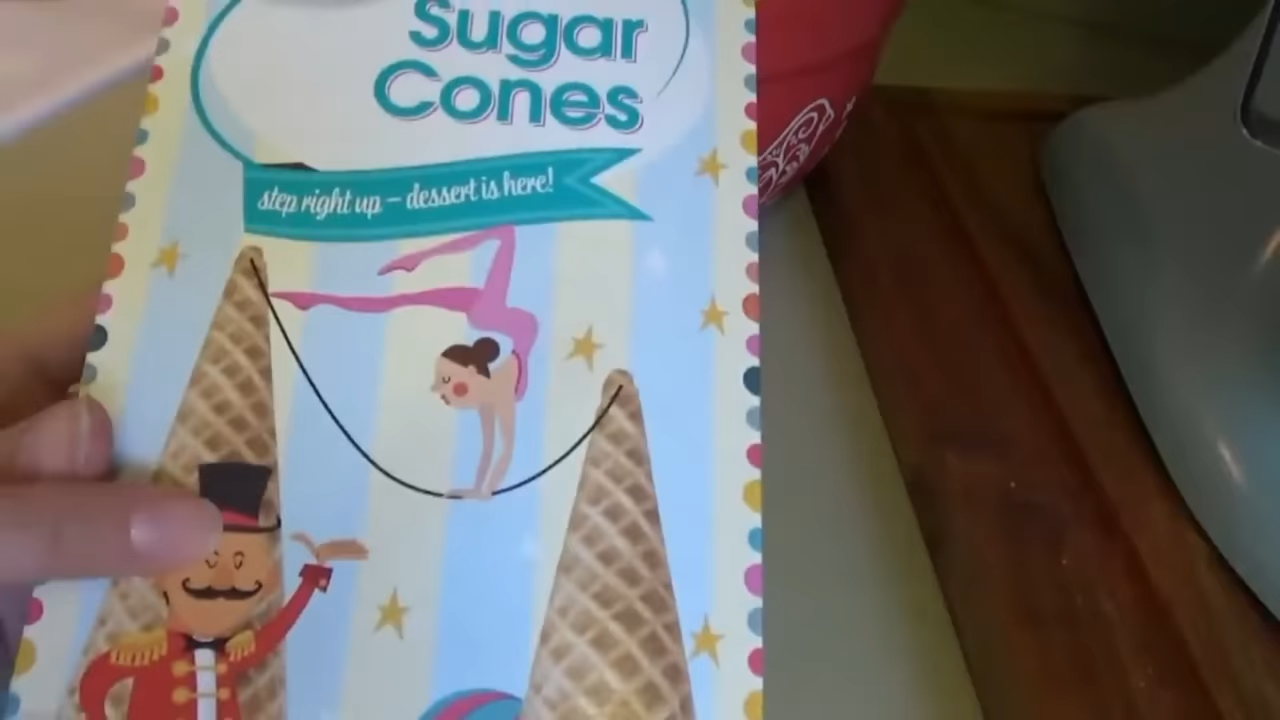 Sugar
Cones
step right up – dessert is here!